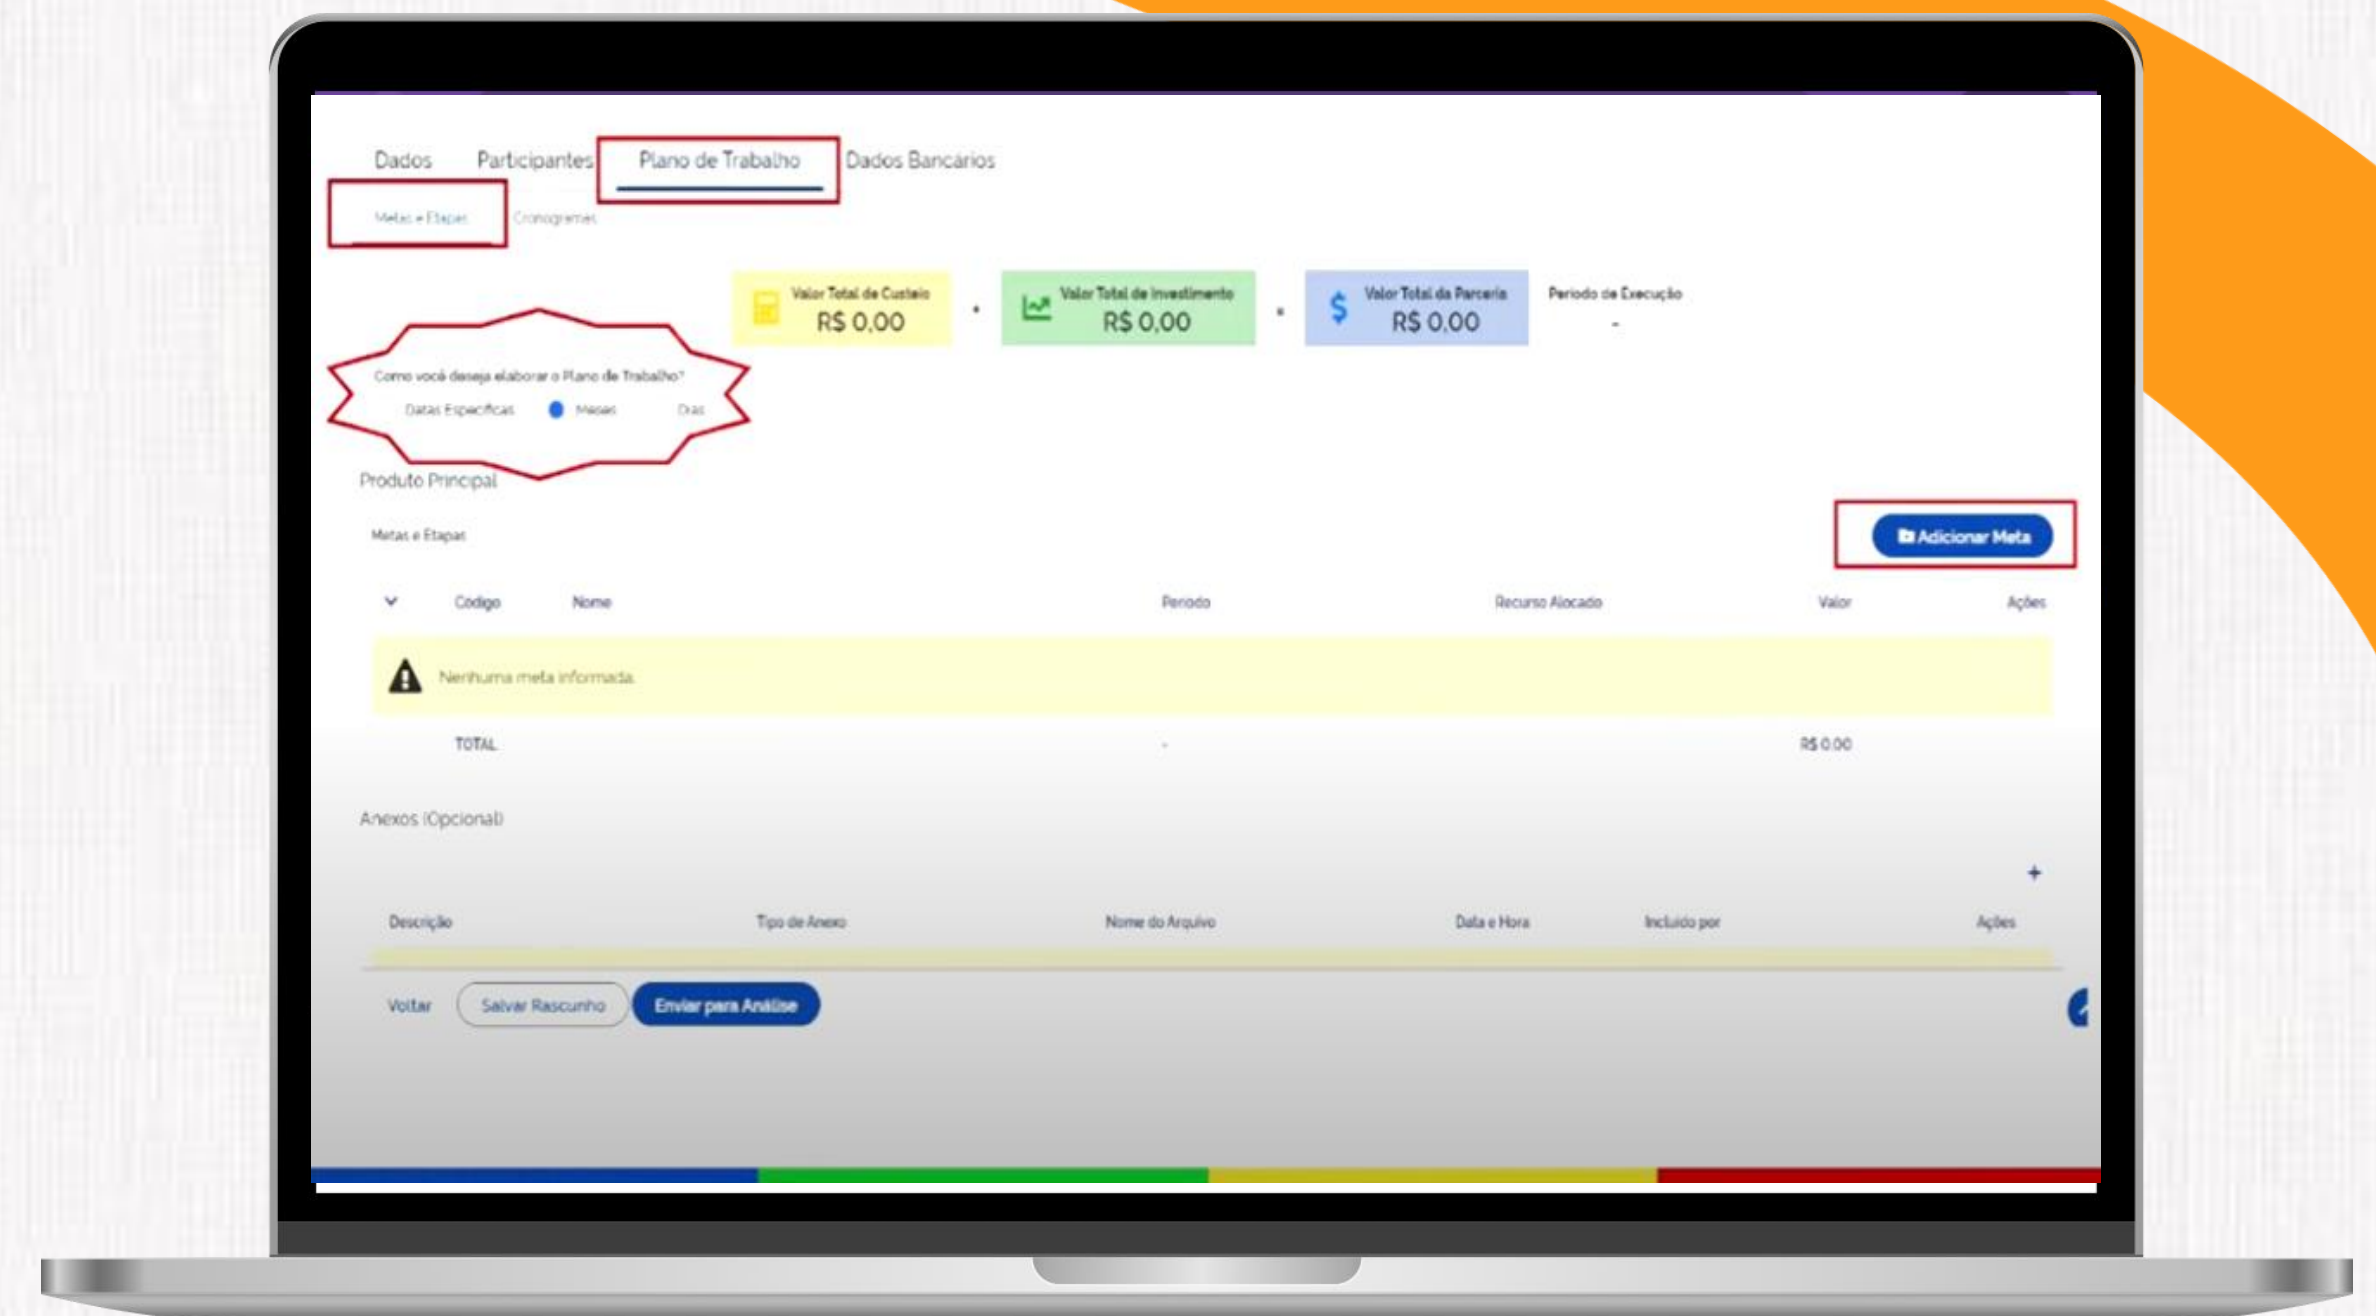 Dados Participantes Plano de Trabalho Dados Bancários
Metas e Etapas Cronogramas
Valor Total de Custeio Valor Total de Investimento Valor Total da Parceria Período de Execução
R$ 0,00 R$ 0,00 R$ 0,00 -
Como você deseja elaborar o Plano de Trabalho?
Datas Específicas Meses Dias
Produto Principal
Metas e Etapas Adicionar Meta
Codigo Nome Periodo Recurso Alocado Valor Ações
Nenhuma meta informada.
TOTAL - R$ 0,00
Anexos (Opcional)
+
Descrição Tipo de Anexo Nome do Arquivo Data e Hora Incluído por Ações
Voltar Salvar Rascunho Enviar para Análise